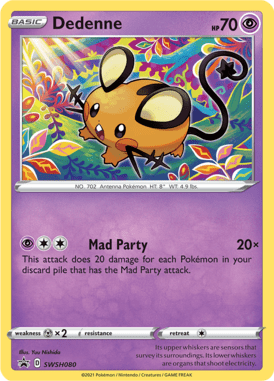 BASIC
Dedenne
HP 70
NO. 702 Antenna Pokémon HT: 8" WT: 4.9 lbs.
Mad Party 20×
This attack does 20 damage for each Pokémon in your
discard pile that has the Mad Party attack.
weakness ×2 resistance retreat
Illus. Yuu Nishida
D SWSH080
Its upper whiskers are sensors that
survey its surroundings. Its lower whiskers
are organs that shoot electricity.
©2021 Pokémon / Nintendo / Creatures / GAME FREAK